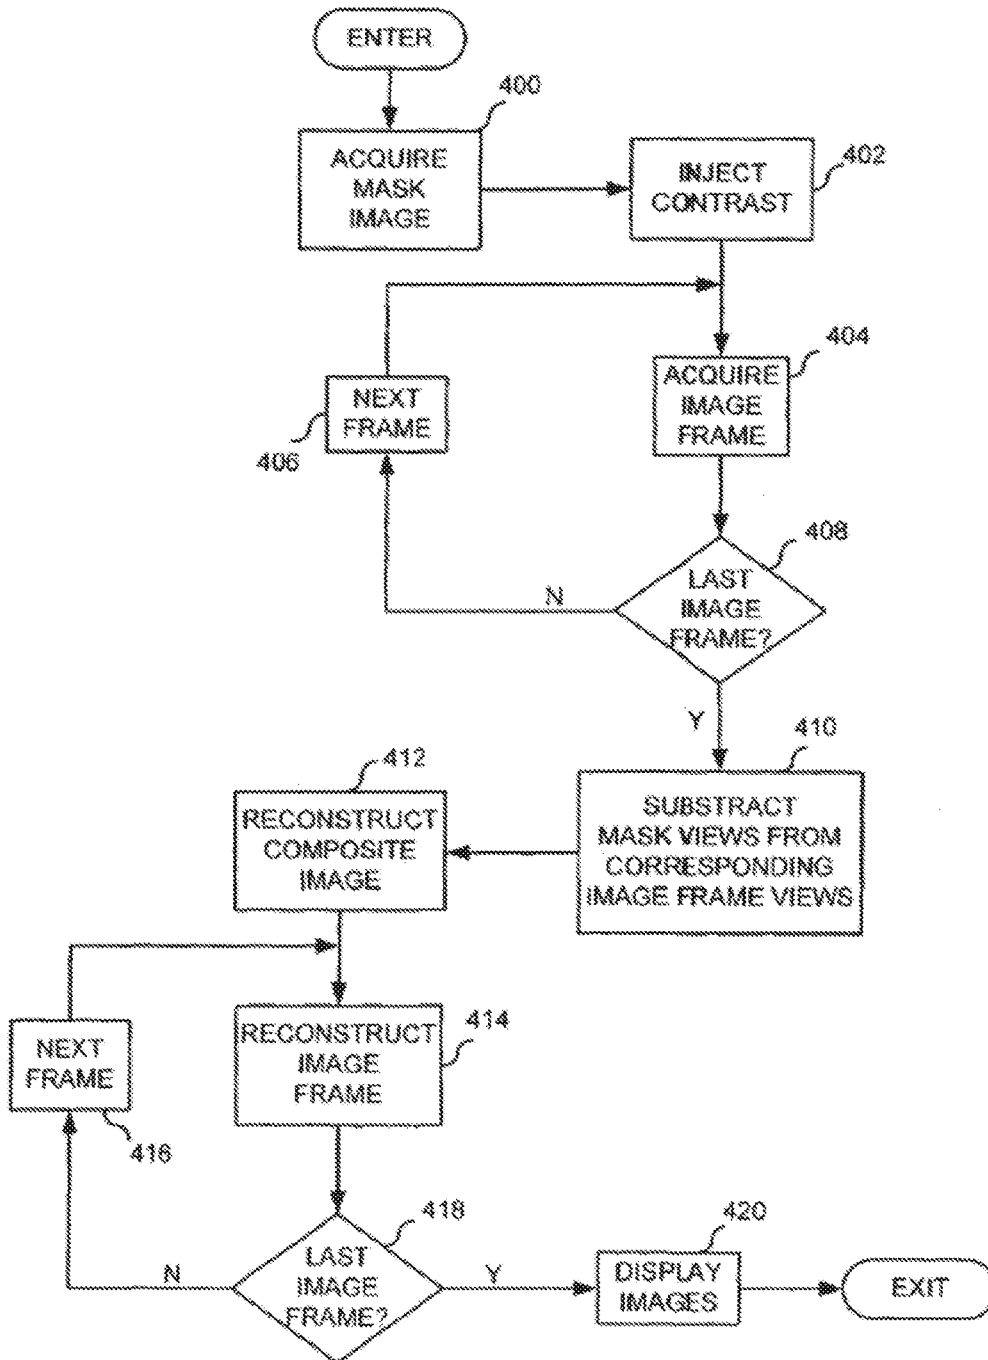 ENTER
400
ACQUIRE
MASK
IMAGE
402
INJECT
CONTRAST
404
ACQUIRE
IMAGE
FRAME
NEXT
FRAME
406
408
LAST
IMAGE
FRAME?
N
Y
410
SUBSTRACT
MASK VIEWS FROM
CORRESPONDING
IMAGE FRAME VIEWS
412
RECONSTRUCT
COMPOSITE
IMAGE
414
RECONSTRUCT
IMAGE
FRAME
NEXT
FRAME
416
418
LAST
IMAGE
FRAME?
N
Y
420
DISPLAY
IMAGES
EXIT